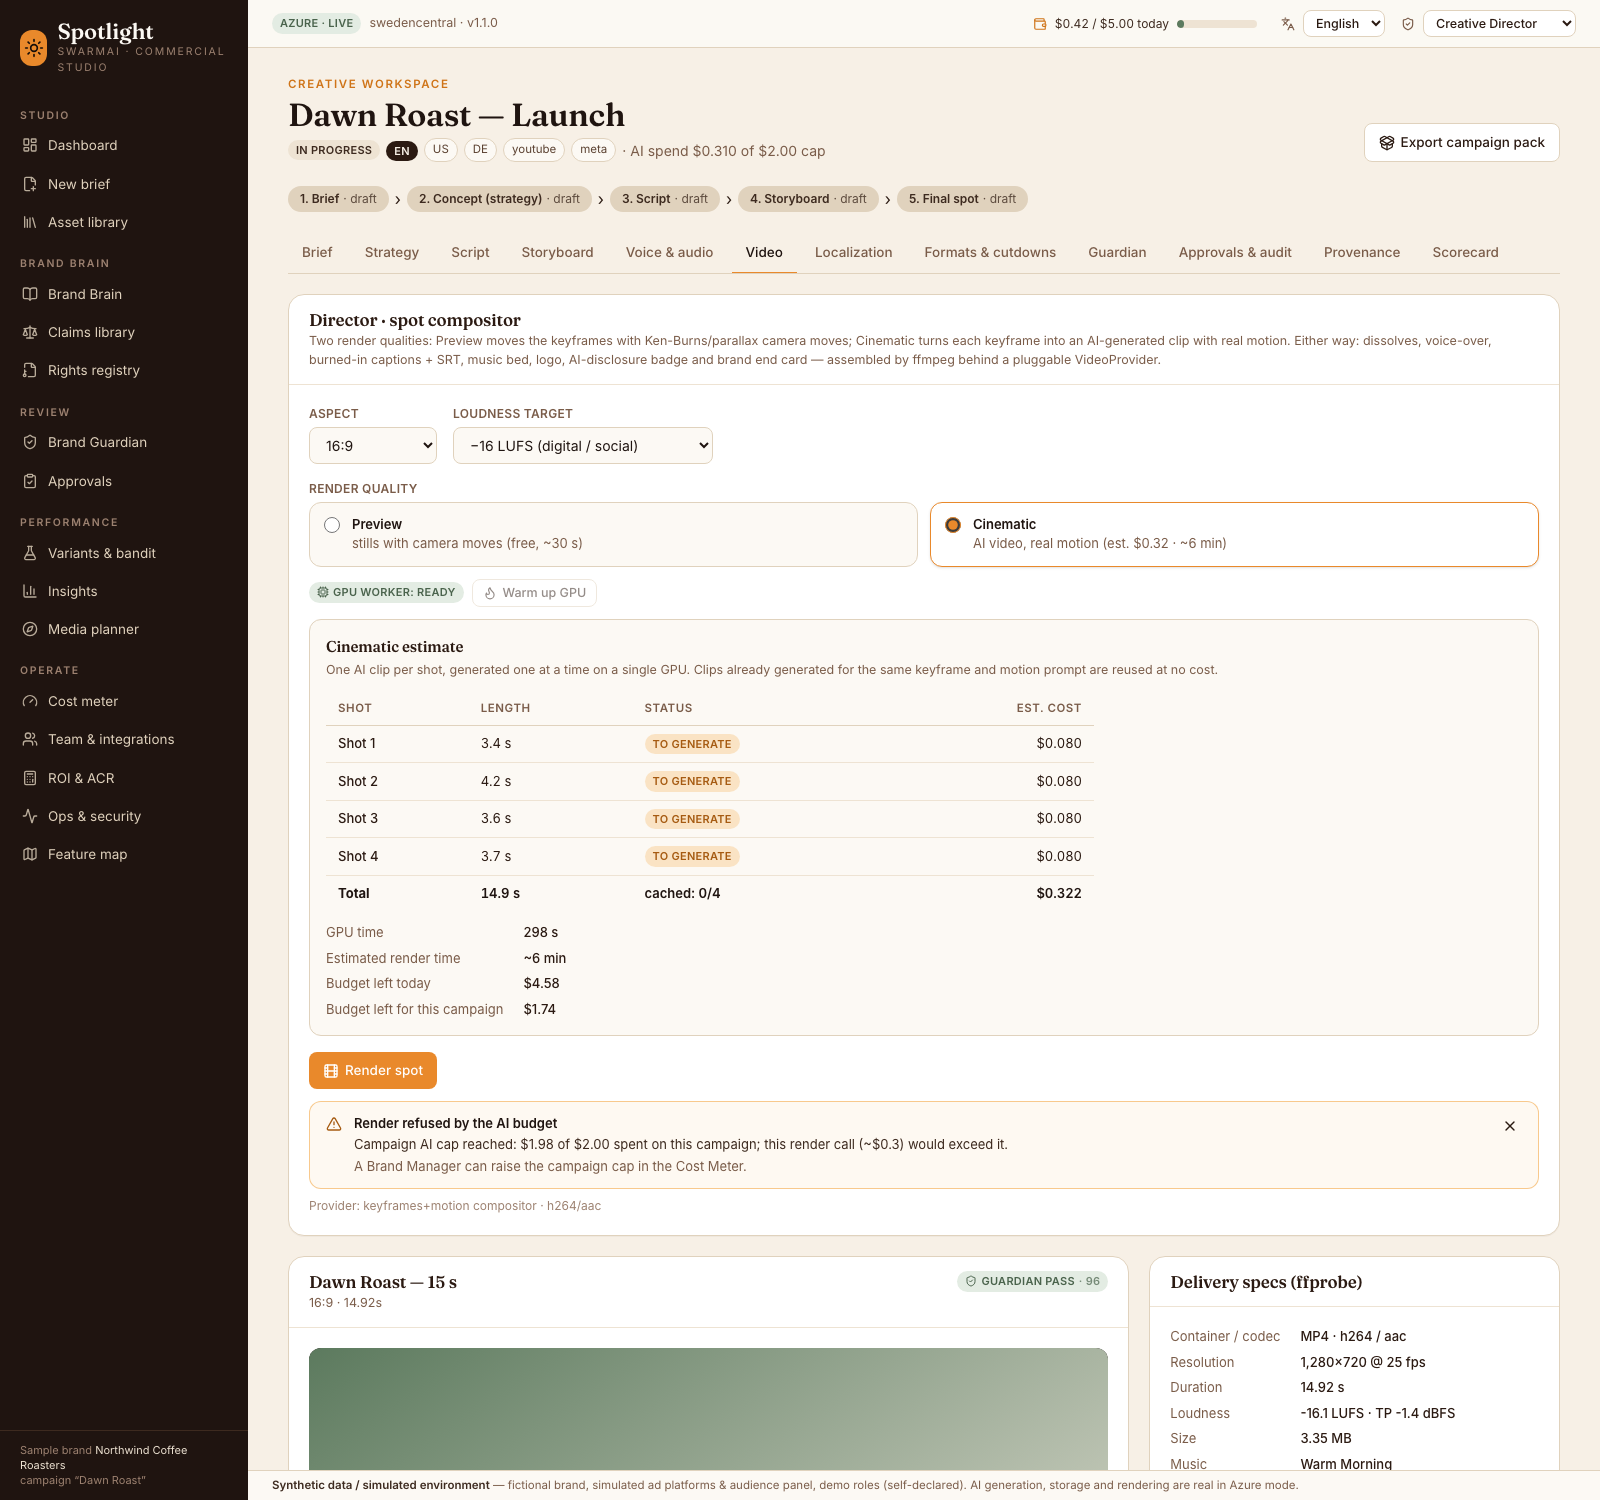 Spotlight
SWARMAI · COMMERCIAL
STUDIO
STUDIO
Dashboard
New brief
Asset library
BRAND BRAIN
Brand Brain
Claims library
Rights registry
REVIEW
Brand Guardian
Approvals
PERFORMANCE
Variants & bandit
Insights
Media planner
OPERATE
Cost meter
Team & integrations
ROI & ACR
Ops & security
Feature map
Sample brand Northwind Coffee
Roasters
campaign “Dawn Roast”
AZURE · LIVE swedencentral · v1.1.0
$0.42 / $5.00 today English Creative Director
CREATIVE WORKSPACE
Dawn Roast — Launch
IN PROGRESS EN US DE youtube meta · AI spend $0.310 of $2.00 cap
Export campaign pack
1. Brief · draft › 2. Concept (strategy) · draft › 3. Script · draft › 4. Storyboard · draft › 5. Final spot · draft
Brief Strategy Script Storyboard Voice & audio Video Localization Formats & cutdowns Guardian Approvals & audit Provenance Scorecard
Director · spot compositor
Two render qualities: Preview moves the keyframes with Ken-Burns/parallax camera moves; Cinematic turns each keyframe into an AI-generated clip with real motion. Either way: dissolves, voice-over,
burned-in captions + SRT, music bed, logo, AI-disclosure badge and brand end card — assembled by ffmpeg behind a pluggable VideoProvider.
ASPECT LOUDNESS TARGET
16:9 −16 LUFS (digital / social)
RENDER QUALITY
Preview
stills with camera moves (free, ~30 s)
Cinematic
AI video, real motion (est. $0.32 · ~6 min)
GPU WORKER: READY Warm up GPU
Cinematic estimate
One AI clip per shot, generated one at a time on a single GPU. Clips already generated for the same keyframe and motion prompt are reused at no cost.
SHOT LENGTH STATUS EST. COST
Shot 1 3.4 s TO GENERATE $0.080
Shot 2 4.2 s TO GENERATE $0.080
Shot 3 3.6 s TO GENERATE $0.080
Shot 4 3.7 s TO GENERATE $0.080
Total 14.9 s cached: 0/4 $0.322
GPU time 298 s
Estimated render time ~6 min
Budget left today $4.58
Budget left for this campaign $1.74
Render spot
Render refused by the AI budget
Campaign AI cap reached: $1.98 of $2.00 spent on this campaign; this render call (~$0.3) would exceed it.
A Brand Manager can raise the campaign cap in the Cost Meter.
Provider: keyframes+motion compositor · h264/aac
Dawn Roast — 15 s
16:9 · 14.92s
GUARDIAN PASS · 96
Delivery specs (ffprobe)
Container / codec MP4 · h264 / aac
Resolution 1,280×720 @ 25 fps
Duration 14.92 s
Loudness -16.1 LUFS · TP -1.4 dBFS
Size 3.35 MB
Music Warm Morning
Synthetic data / simulated environment — fictional brand, simulated ad platforms & audience panel, demo roles (self-declared). AI generation, storage and rendering are real in Azure mode.